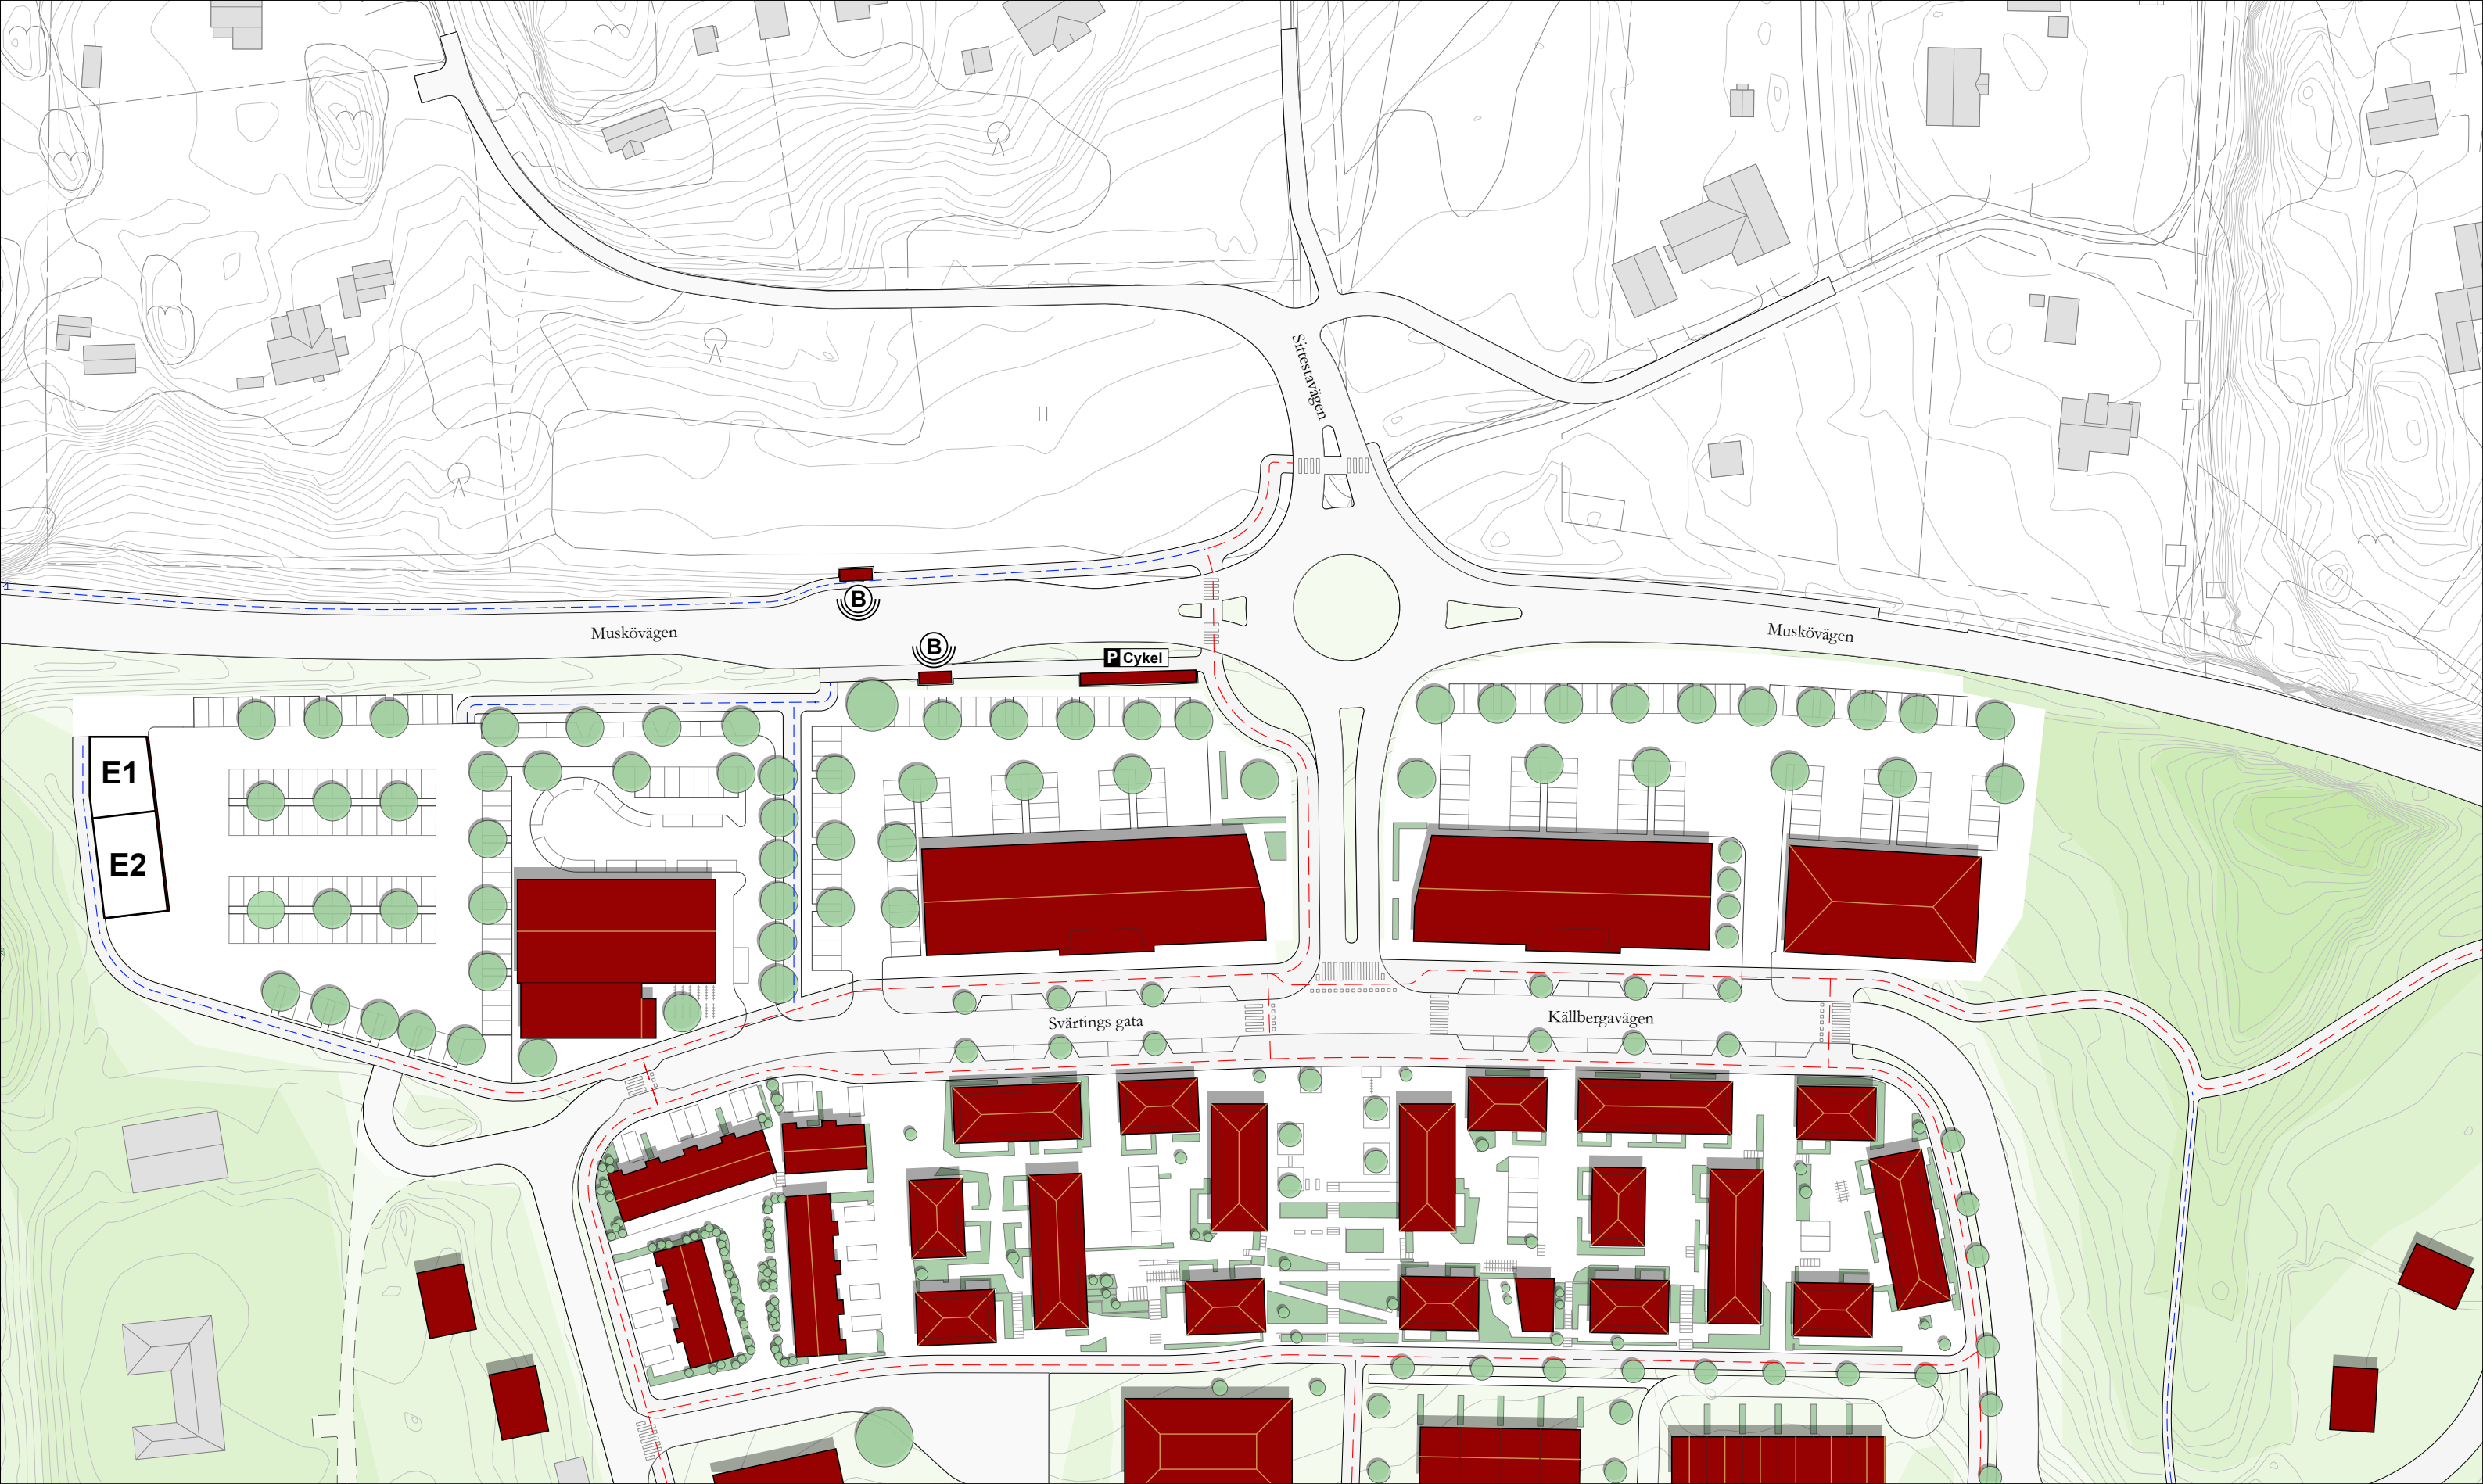 Sittestavägen
B
Muskövägen
B
P Cykel
Muskövägen
E1
E2
Svärtings gata
Källbergavägen